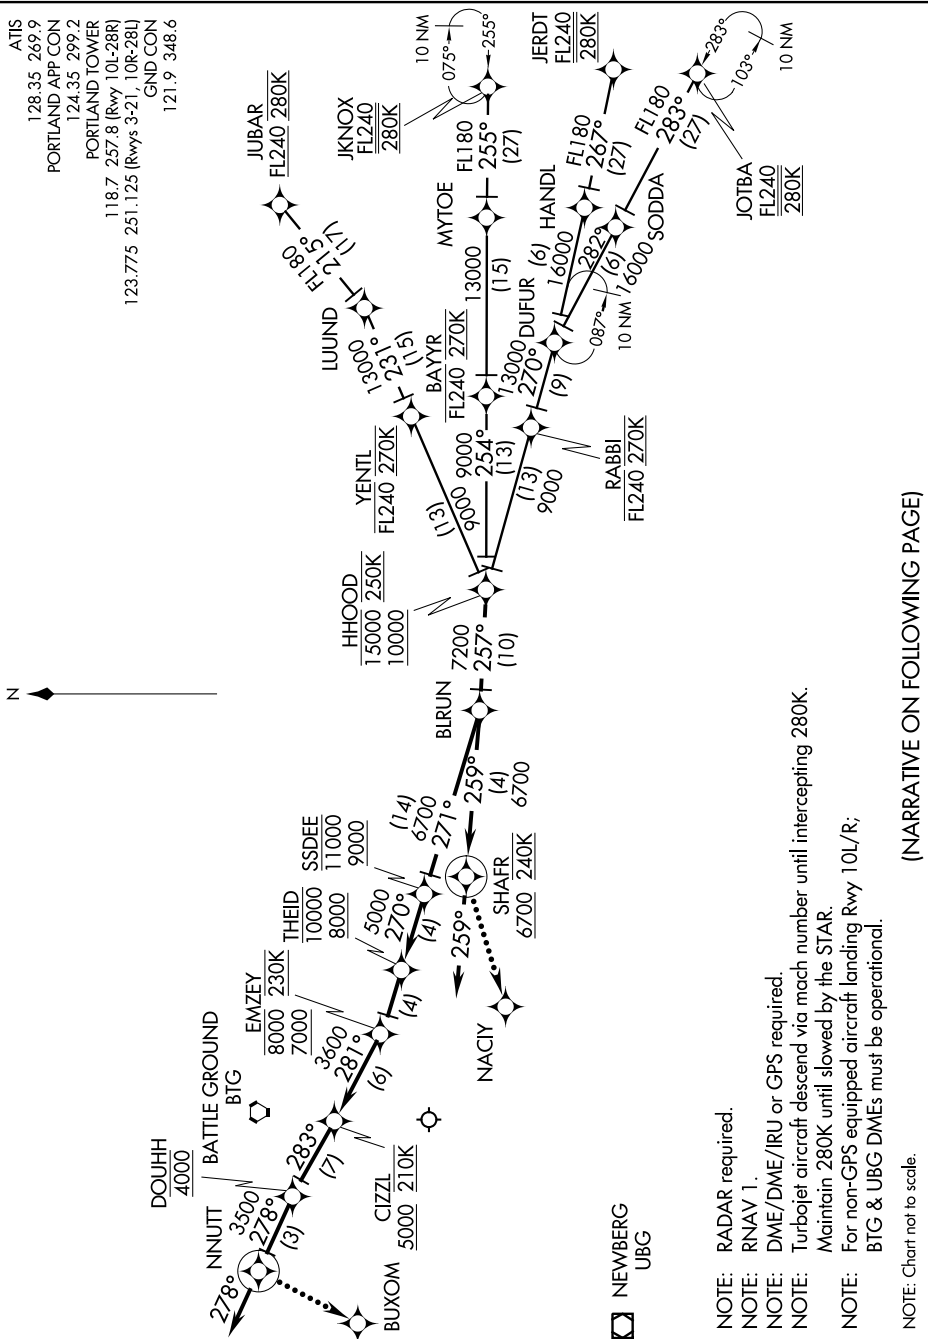 ATIS
128.35 269.9
PORTLAND APP CON
124.35 299.2
PORTLAND TOWER
118.7 257.8 (Rwy 10L-28R)
123.775 251.125 (Rwys 3-21, 10R-28L)
GND CON
121.9 348.6
N
JUBAR
FL240 280K
FL180
215°
(17)
LUUND
13000
231°
(15)
YENTL
FL240 270K
(13)
9000
JKNOX
FL240
280K
10 NM
075°
255°
FL180
255°
(27)
MYTOE
13000
(15)
BAYYR
FL240 270K
9000
254°
(13)
JERDT
FL240
280K
FL180
267°
(27)
HANDL
(6)
16000
JOTBA
FL240
280K
283°
103°
10 NM
FL180
283°
(27)
SODDA
282°
(6)
16000
DUFUR
087°
10 NM
13000
270°
(9)
RABBI
FL240 270K
(13)
9000
HHOOD
15000 250K
10000
7200
257°
(10)
BLRUN
259°
(4)
6700
SHAFR
6700 240K
259°
NACIY
(14)
6700
271°
SSDEE
11000
9000
5000
270°
(4)
THEID
10000
8000
(4)
EMZEY
8000 230K
7000
3600
281°
(6)
BATTLE GROUND
BTG
CIZZL
5000 210K
283°
(7)
DOUHH
4000
3500
278°
(3)
NNUTT
278°
BUXOM
NEWBERG
UBG
NOTE: RADAR required.
NOTE: RNAV 1.
NOTE: DME/DME/IRU or GPS required.
NOTE: Turbojet aircraft descend via mach number until intercepting 280K.
Maintain 280K until slowed by the STAR.
NOTE: For non-GPS equipped aircraft landing Rwy 10L/R;
BTG & UBG DMEs must be operational.
NOTE: Chart not to scale.
(NARRATIVE ON FOLLOWING PAGE)